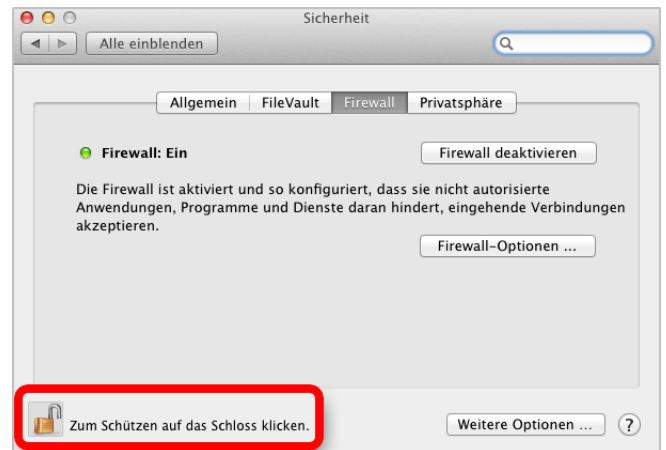 Sicherheit
Alle einblenden
Allgemein FileVault Firewall Privatsphäre
Firewall: Ein
Firewall deaktivieren
Die Firewall ist aktiviert und so konfiguriert, dass sie nicht autorisierte
Anwendungen, Programme und Dienste daran hindert, eingehende Verbindungen
akzeptieren.
Firewall-Optionen ...
Zum Schützen auf das Schloss klicken.
Weitere Optionen ... ?